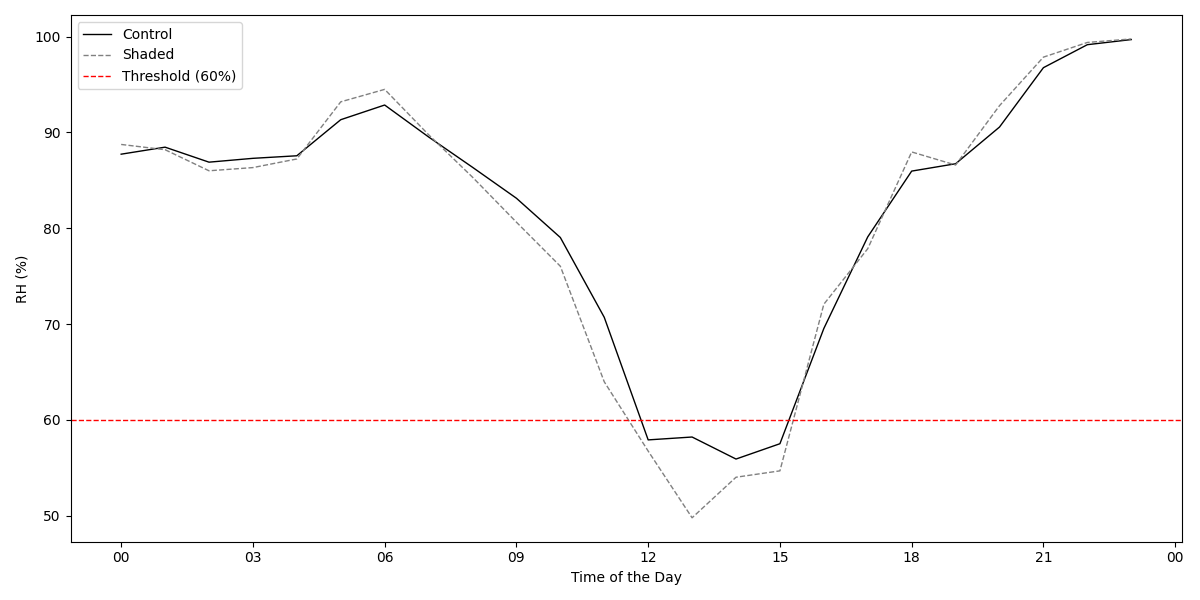 Control
Shaded
Threshold (60%)
100
90
80
70
60
50
RH (%)
00 03 06 09 12 15 18 21 00
Time of the Day